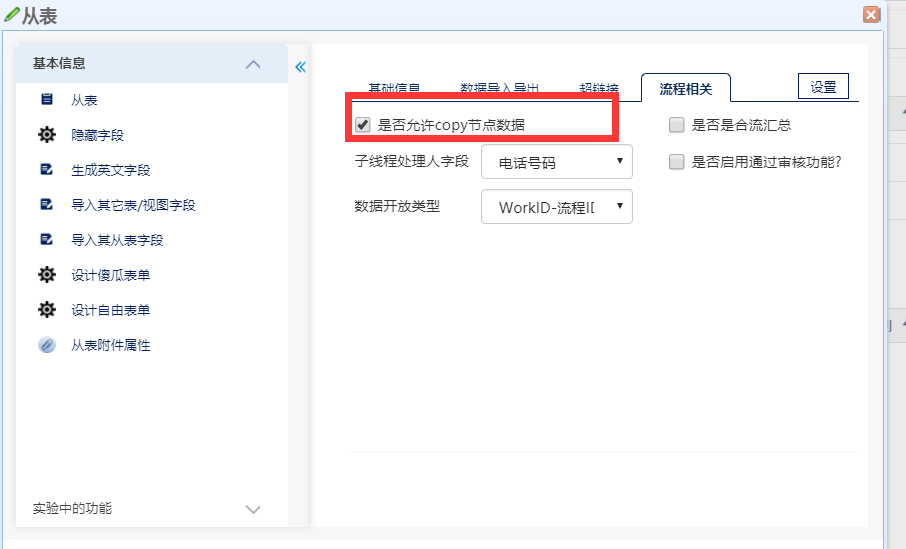 从表
基本信息
从表
隐藏字段
生成英文字段
导入其它表/视图字段
导入其从表字段
设计傻瓜表单
设计自由表单
从表附件属性
实验中的功能
基础信息 数据导入导出 超链接 流程相关 设置
是否允许copy节点数据 是否是合流汇总
子线程处理人字段 电话号码 是否启用通过审核功能?
数据开放类型 WorkID-流程ID